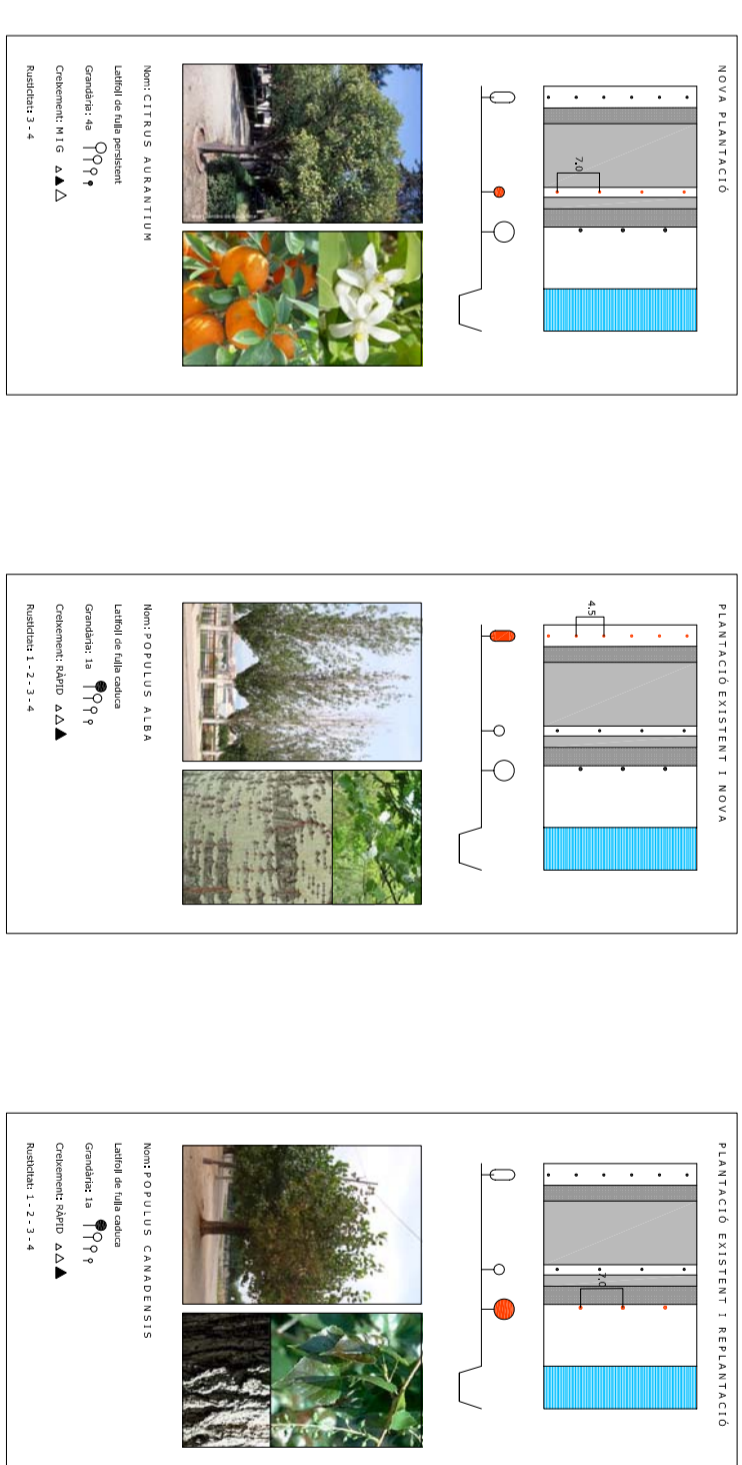 NOVA PLANTACIÓ
7.0
Nom: CITRUS AURANTIUM
Latifoli de fulla persistent
Grandària: 4a
Creixement: MIG
Rusticitat: 3 - 4
PLANTACIÓ EXISTENT I NOVA
4.5
Nom: POPULUS ALBA
Latifoli de fulla caduca
Grandària: 1a
Creixement: RÀPID
Rusticitat: 1 - 2 - 3 - 4
PLANTACIÓ EXISTENT I REPLANTACIÓ
7.0
Nom: POPULUS CANADENSIS
Latifoli de fulla caduca
Grandària: 1a
Creixement: RÀPID
Rusticitat: 1 - 2 - 3 - 4